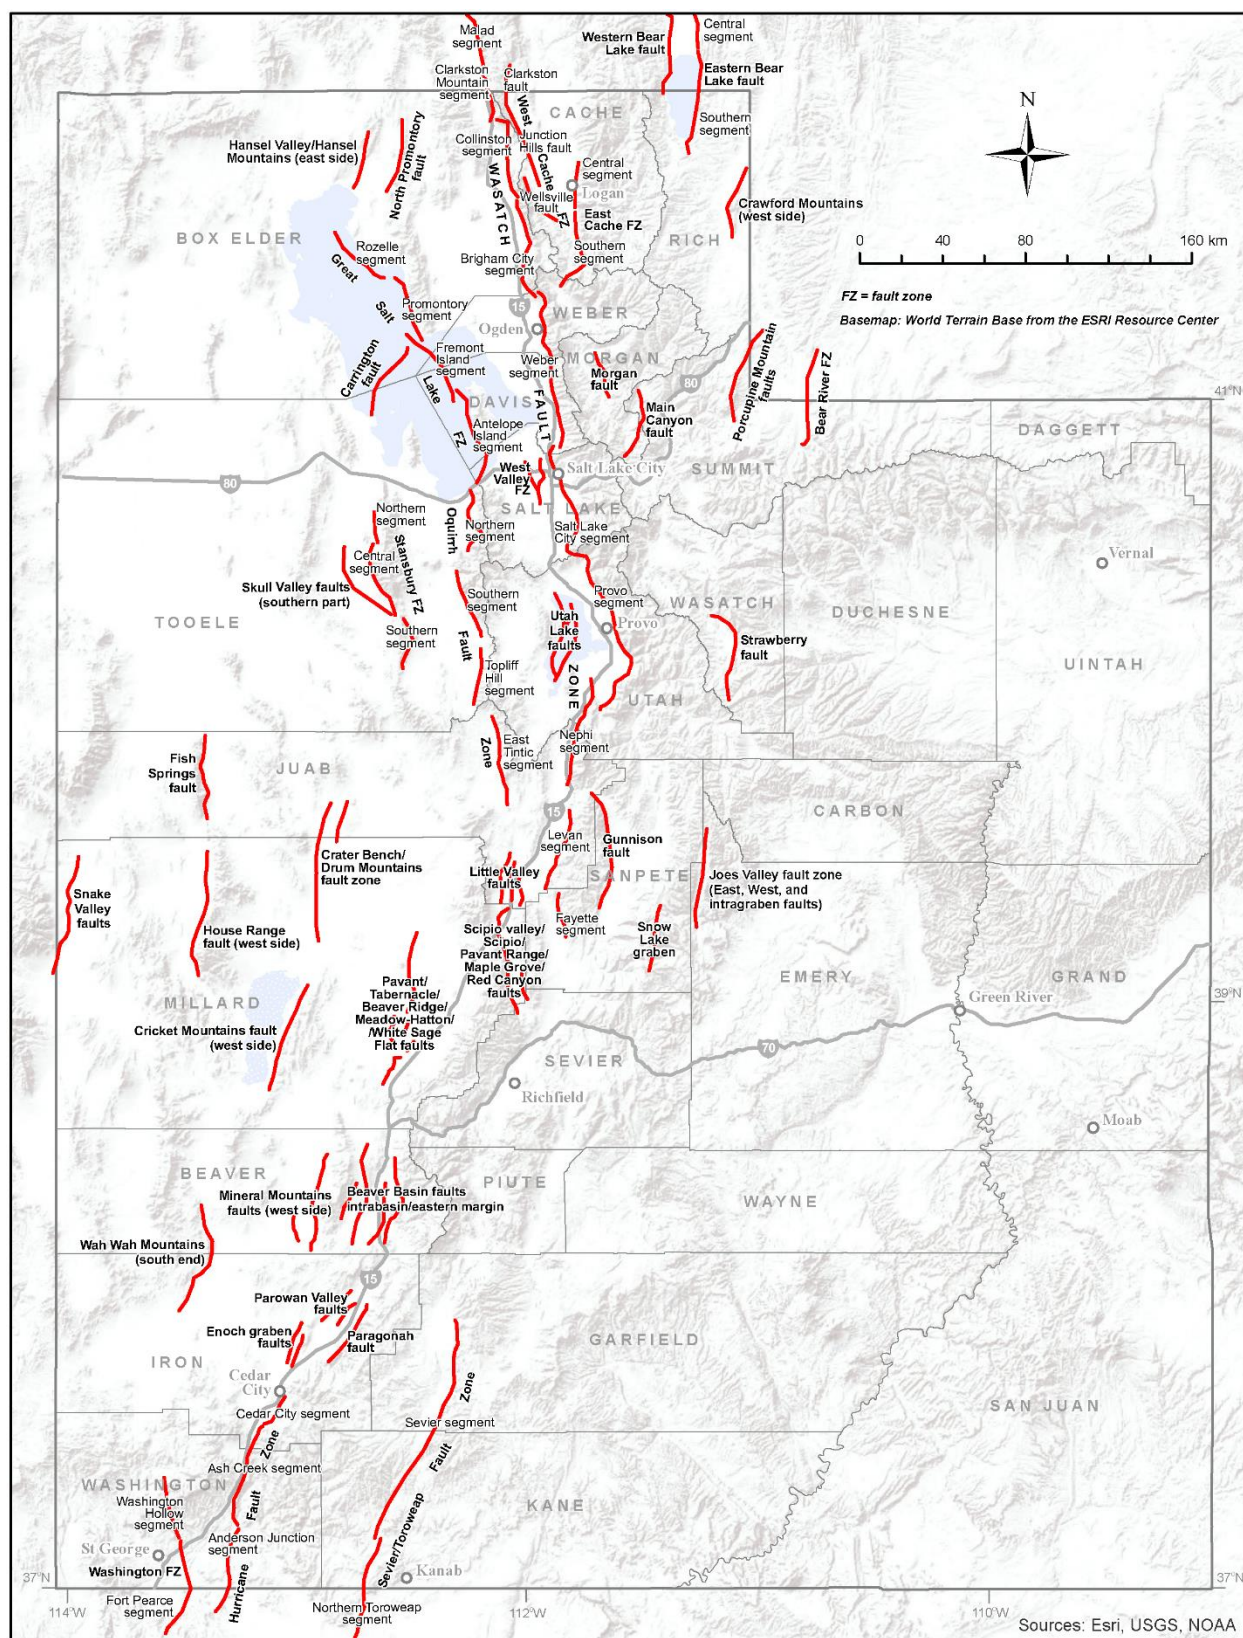 Malad
segment
Western Bear
Lake fault
Central
segment
Clarkston
Mountain
segment
Clarkston
fault
Eastern Bear
Lake fault
N
CACHE
West
Cache
FZ
Southern
segment
Hansel Valley/Hansel
Mountains (east side)
North Promontory
fault
Collinston
segment
Junction
Hills fault
Central
segment
Logan
WASATCH
Wellsville
fault
East
Cache FZ
Crawford Mountains
(west side)
BOX ELDER
RICH
0
40
80
160 km
Rozelle
segment
Great
Salt
Lake
FZ
Brigham City
segment
Southern
segment
FZ = fault zone
Basemap: World Terrain Base from the ESRI Resource Center
Promontory
segment
15
WEBER
Ogden
Fremont
Island
segment
Weber
segment
MORGAN
Morgan
fault
80
Porcupine Mountain
faults
Bear River FZ
Carrington
fault
DAVIS
FAULT
Main
Canyon
fault
41°N
Antelope
Island
segment
DAGGETT
West
Valley
FZ
Salt Lake City
SUMMIT
80
SALT LAKE
Northern
segment
Oquirrh
Northern
segment
Salt Lake
City segment
Central
segment
Stansbury FZ
Vernal
Skull Valley faults
(southern part)
Southern
segment
Provo
segment
WASATCH
DUCHESNE
TOOELE
Southern
segment
Fault
Utah
Lake
faults
Provo
Strawberry
fault
UINTAH
Topliff
Hill
segment
ZONE
UTAH
Zone
East
Tintic
segment
Nephi
segment
Fish
Springs
fault
JUAB
CARBON
15
Levan
segment
Gunnison
fault
Crater Bench/
Drum Mountains
fault zone
Little Valley
faults
SANPETE
Joes Valley fault zone
(East, West, and
intragraben faults)
Snake
Valley
faults
House Range
fault (west side)
Fayette
segment
Snow
Lake
graben
Scipio valley/
Scipio/
Pavant Range/
Maple Grove/
Red Canyon
faults
EMERY
GRAND
MILLARD
Pavant/
Tabernacle/
Beaver Ridge/
Meadow-Hatton/
/White Sage
Flat faults
Green River
39°N
Cricket Mountains fault
(west side)
70
SEVIER
Richfield
Moab
BEAVER
PIUTE
WAYNE
Mineral Mountains
faults (west side)
Beaver Basin faults
intrabasin/eastern margin
Wah Wah Mountains
(south end)
15
Parowan Valley
faults
Enoch graben
faults
Paragonah
fault
GARFIELD
IRON
Cedar
City
Zone
SAN JUAN
Cedar City segment
Sevier segment
Zone
Fault
Ash Creek segment
WASHINGTON
Washington
Hollow
segment
Fault
KANE
Anderson Junction
segment
St George
Washington FZ
Sevier/Toroweap
Kanab
37°N
37°N
Fort Pearce
segment
Hurricane
Northern Toroweap
segment
114°W
112°W
110°W
Sources: Esri, USGS, NOAA